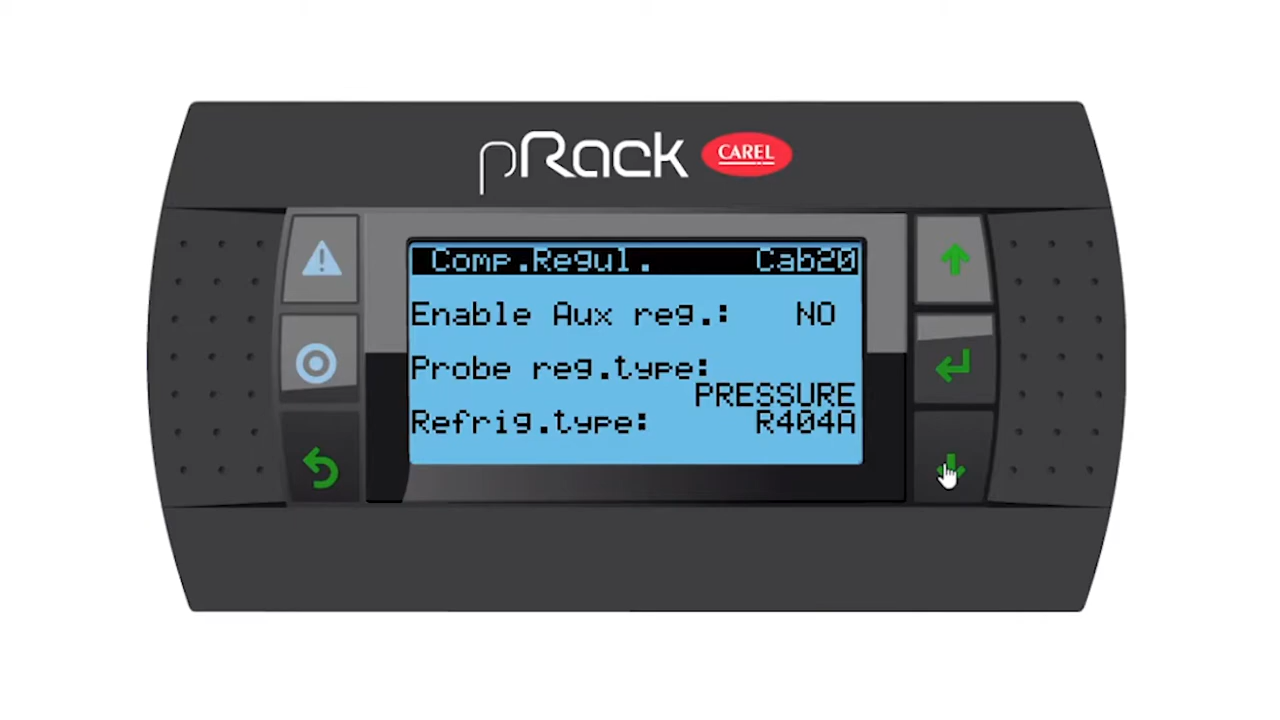 pRack CAREL
Comp.Regul. Cab20
Enable Aux reg.: NO
Probe reg.type:
PRESSURE
Refrig.type: R404A